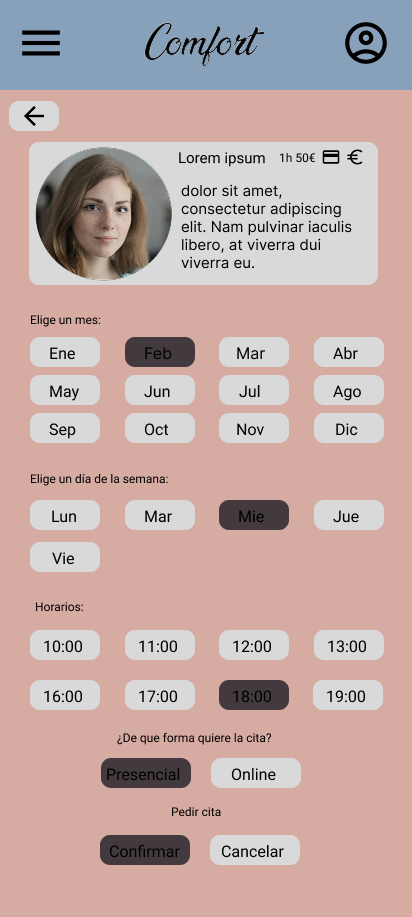 Comfort
Lorem ipsum 1h 50€ €
dolor sit amet,
consectetur adipiscing
elit. Nam pulvinar iaculis
libero, at viverra dui
viverra eu.
Elige un mes:
Ene Feb Mar Abr
May Jun Jul Ago
Sep Oct Nov Dic
Elige un día de la semana:
Lun Mar Mie Jue
Vie
Horarios:
10:00 11:00 12:00 13:00
16:00 17:00 18:00 19:00
¿De que forma quiere la cita?
Presencial Online
Pedir cita
Confirmar Cancelar